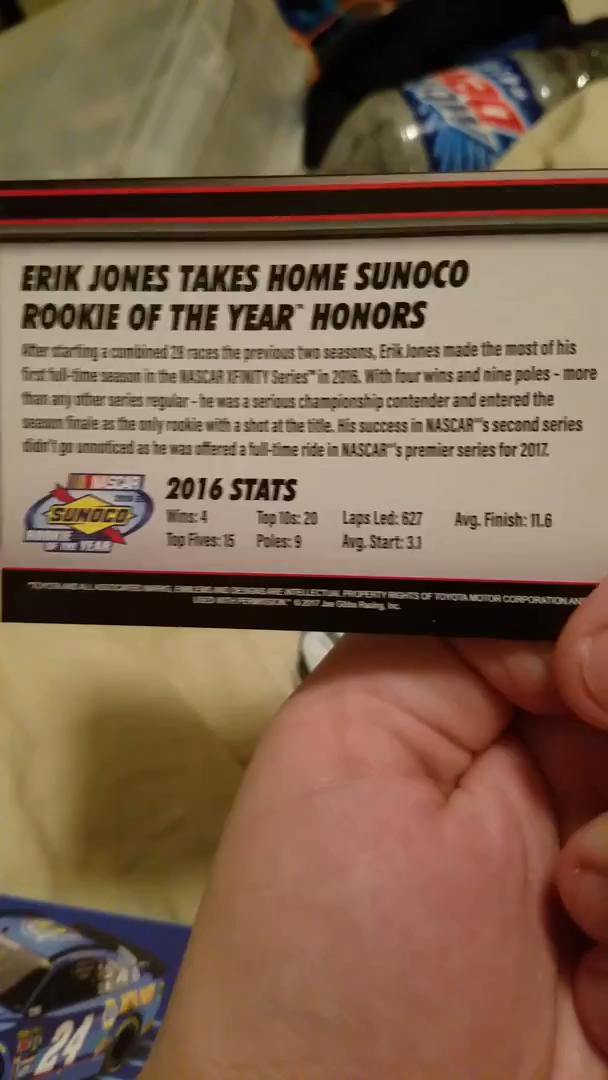 DEW
ERIK JONES TAKES HOME SUNOCO
ROOKIE OF THE YEAR™ HONORS
After starting a combined 28 races the previous two seasons, Erik Jones made the most of his
first full-time season in the NASCAR XFINITY Series™ in 2016. With four wins and nine poles - more
than any other series regular - he was a serious championship contender and entered the
season finale as the only rookie with a shot at the title. His success in NASCAR™'s second series
didn't go unnoticed as he was offered a full-time ride in NASCAR™'s premier series for 2017.
NASCAR
SUNOCO
ROOKIE
OF THE YEAR
2016 STATS
Wins: 4 Top 10s: 20 Laps Led: 627 Avg. Finish: 11.6
Top Fives: 15 Poles: 9 Avg. Start: 3.1
"TOYOTA AND ALL ASSOCIATED MARKS, EMBLEMS AND DESIGNS ARE INTELLECTUAL PROPERTY RIGHTS OF TOYOTA MOTOR CORPORATION AND
USED WITH PERMISSION." © 2017 Joe Gibbs Racing, Inc.
24